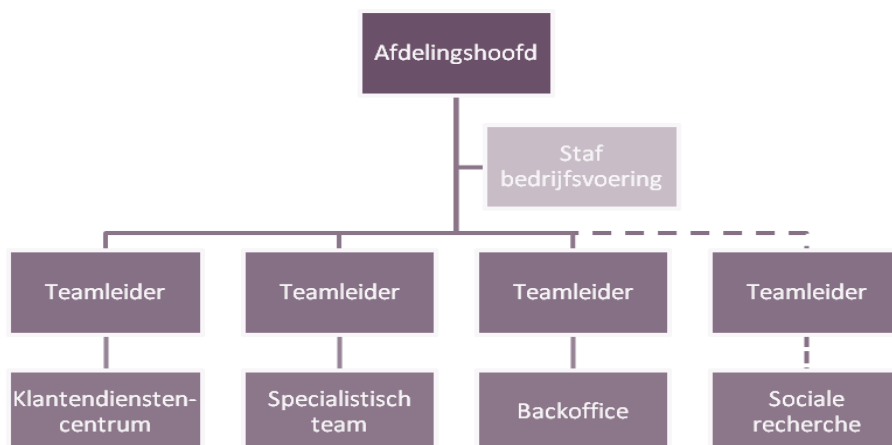 Afdelingshoofd
Staf
bedrijfsvoering
Teamleider
Teamleider
Teamleider
Teamleider
Klantendiensten-
centrum
Specialistisch
team
Backoffice
Sociale
recherche